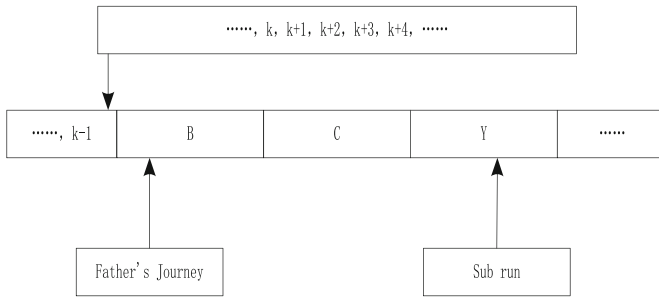 ……, k, k+1, k+2, k+3, k+4, ……
……, k-1 B C Y ……
Father's Journey Sub run